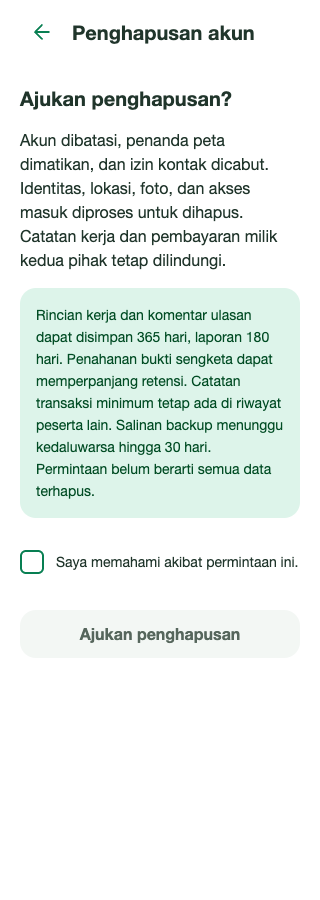 Penghapusan akun
Ajukan penghapusan?
Akun dibatasi, penanda peta
dimatikan, dan izin kontak dicabut.
Identitas, lokasi, foto, dan akses
masuk diproses untuk dihapus.
Catatan kerja dan pembayaran milik
kedua pihak tetap dilindungi.
Rincian kerja dan komentar ulasan
dapat disimpan 365 hari, laporan 180
hari. Penahanan bukti sengketa dapat
memperpanjang retensi. Catatan
transaksi minimum tetap ada di riwayat
peserta lain. Salinan backup menunggu
kedaluwarsa hingga 30 hari.
Permintaan belum berarti semua data
terhapus.
Saya memahami akibat permintaan ini.
Ajukan penghapusan